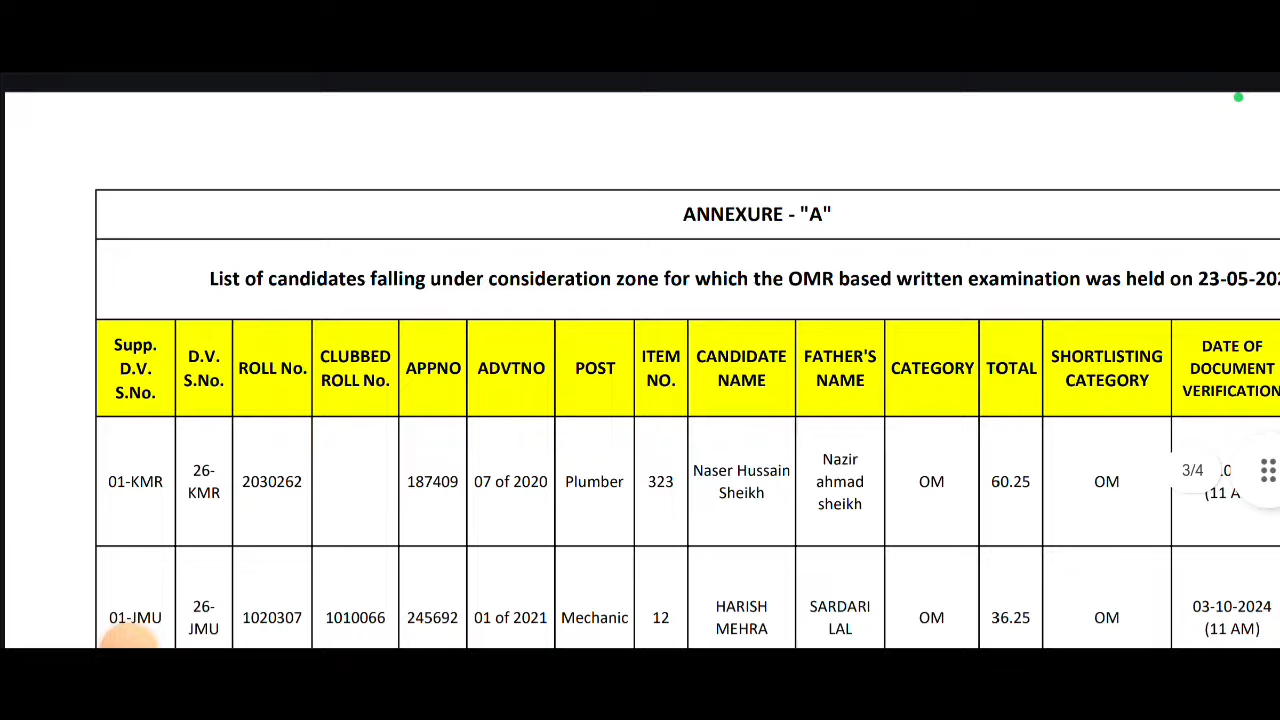 ANNEXURE - "A"
List of candidates falling under consideration zone for which the OMR based written examination was held on 23-05-202
Supp. D.V. S.No. D.V. S.No. ROLL No. CLUBBED ROLL No. APPNO ADVTNO POST ITEM NO. CANDIDATE NAME FATHER'S NAME CATEGORY TOTAL SHORTLISTING CATEGORY DATE OF DOCUMENT VERIFICATION
01-KMR 26-KMR 2030262 187409 07 of 2020 Plumber 323 Naser Hussain Sheikh Nazir ahmad sheikh OM 60.25 OM (11 A
3/4
01-JMU 26-JMU 1020307 1010066 245692 01 of 2021 Mechanic 12 HARISH MEHRA SARDARI LAL OM 36.25 OM 03-10-2024 (11 AM)